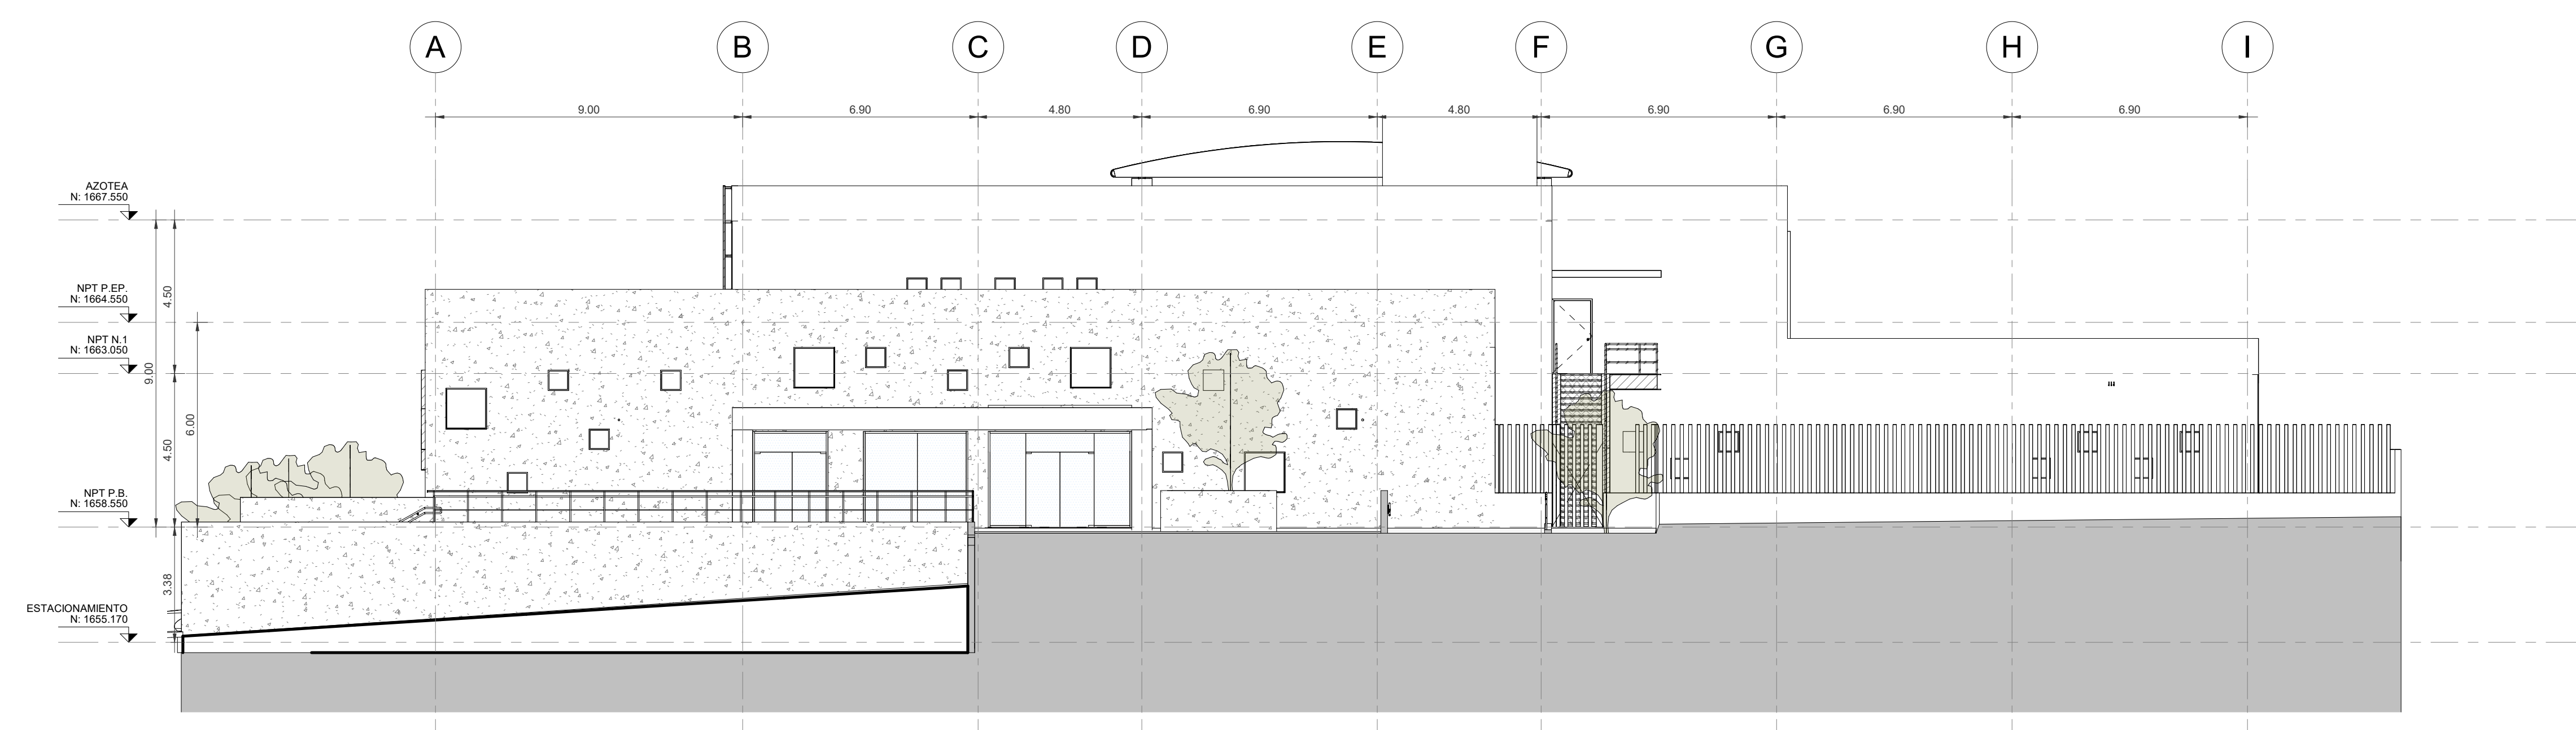 A B C D E F G H I
9.00 6.90 4.80 6.90 4.80 6.90 6.90 6.90
AZOTEA
N: 1667.550
NPT P.EP.
N: 1664.550
NPT N.1
N: 1663.050
NPT P.B.
N: 1658.550
ESTACIONAMIENTO
N: 1655.170
9.00
4.50
4.50
3.38
6.00